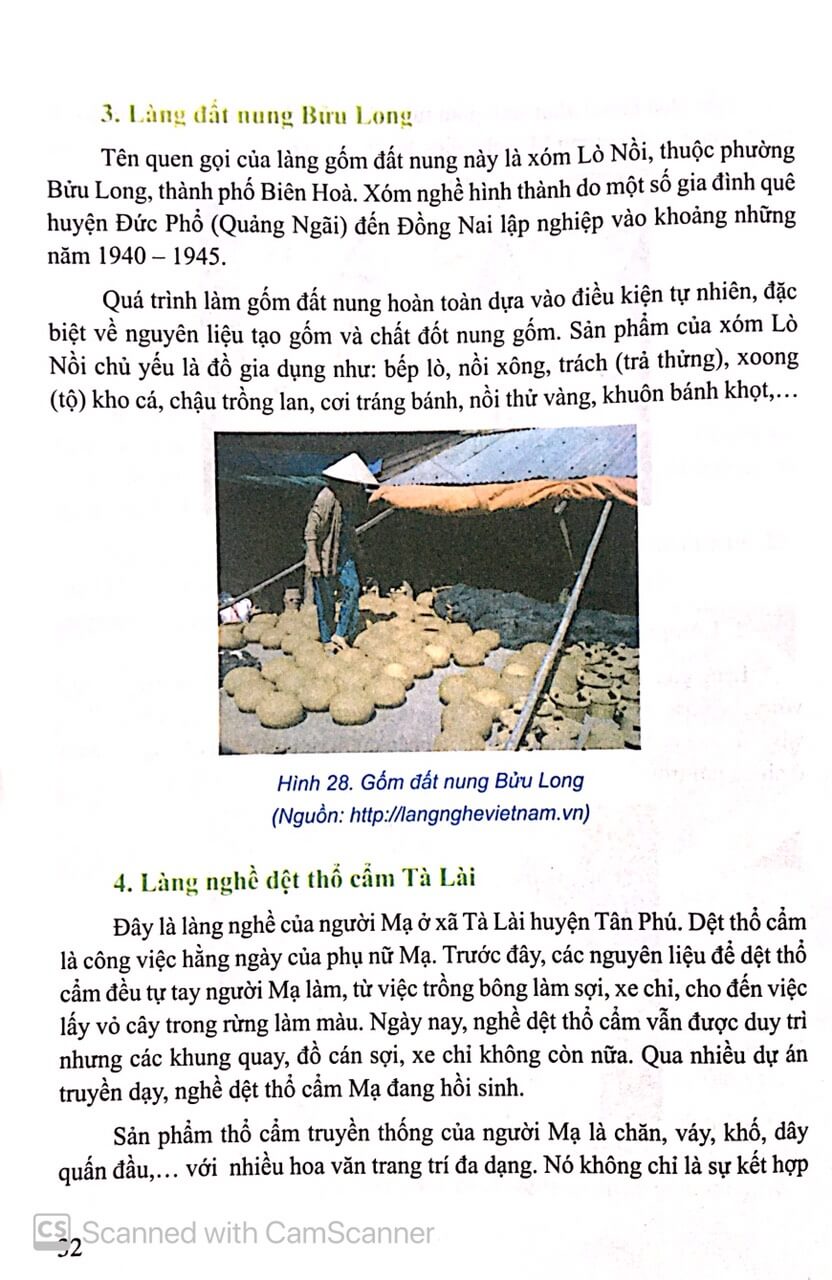 3. Làng đất nung Bửu Long
Tên quen gọi của làng gốm đất nung này là xóm Lò Nồi, thuộc phường
Bửu Long, thành phố Biên Hoà. Xóm nghề hình thành do một số gia đình quê
huyện Đức Phổ (Quảng Ngãi) đến Đồng Nai lập nghiệp vào khoảng những
năm 1940 – 1945.
Quá trình làm gốm đất nung hoàn toàn dựa vào điều kiện tự nhiên, đặc
biệt về nguyên liệu tạo gốm và chất đốt nung gốm. Sản phẩm của xóm Lò
Nồi chủ yếu là đồ gia dụng như: bếp lò, nồi xông, trách (trả thửng), xoong
(tộ) kho cá, chậu trồng lan, cơi tráng bánh, nồi thử vàng, khuôn bánh khọt,...
Hình 28. Gốm đất nung Bửu Long
(Nguồn: http://langnghevietnam.vn)
4. Làng nghề dệt thổ cẩm Tà Lài
Đây là làng nghề của người Mạ ở xã Tà Lài huyện Tân Phú. Dệt thổ cẩm
là công việc hằng ngày của phụ nữ Mạ. Trước đây, các nguyên liệu để dệt thổ
cẩm đều tự tay người Mạ làm, từ việc trồng bông làm sợi, xe chỉ, cho đến việc
lấy vỏ cây trong rừng làm màu. Ngày nay, nghề dệt thổ cẩm vẫn được duy trì
nhưng các khung quay, đồ cán sợi, xe chỉ không còn nữa. Qua nhiều dự án
truyền dạy, nghề dệt thổ cẩm Mạ đang hồi sinh.
Sản phẩm thổ cẩm truyền thống của người Mạ là chăn, váy, khố, dây
quấn đầu,... với nhiều hoa văn trang trí đa dạng. Nó không chỉ là sự kết hợp
CS Scanned with CamScanner
32